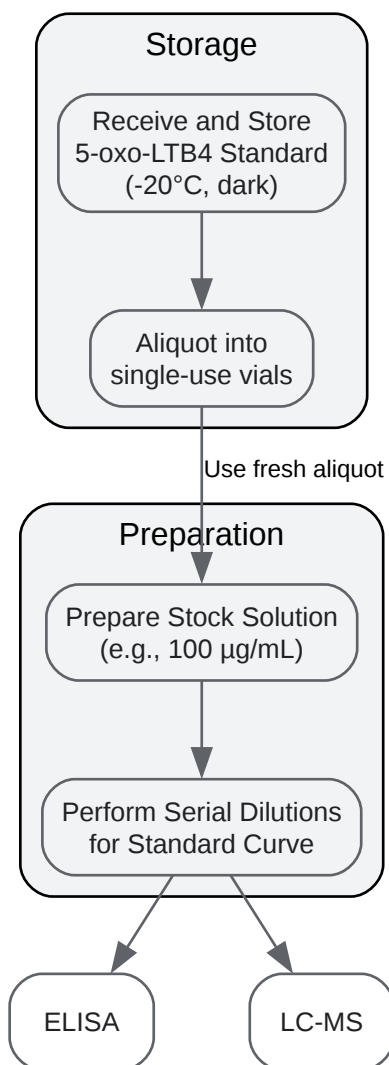 Storage
Receive and Store
5-oxo-LTB4 Standard
(-20°C, dark)
Aliquot into
single-use vials
Use fresh aliquot
Preparation
Prepare Stock Solution
(e.g., 100 µg/mL)
Perform Serial Dilutions
for Standard Curve
ELISA
LC-MS